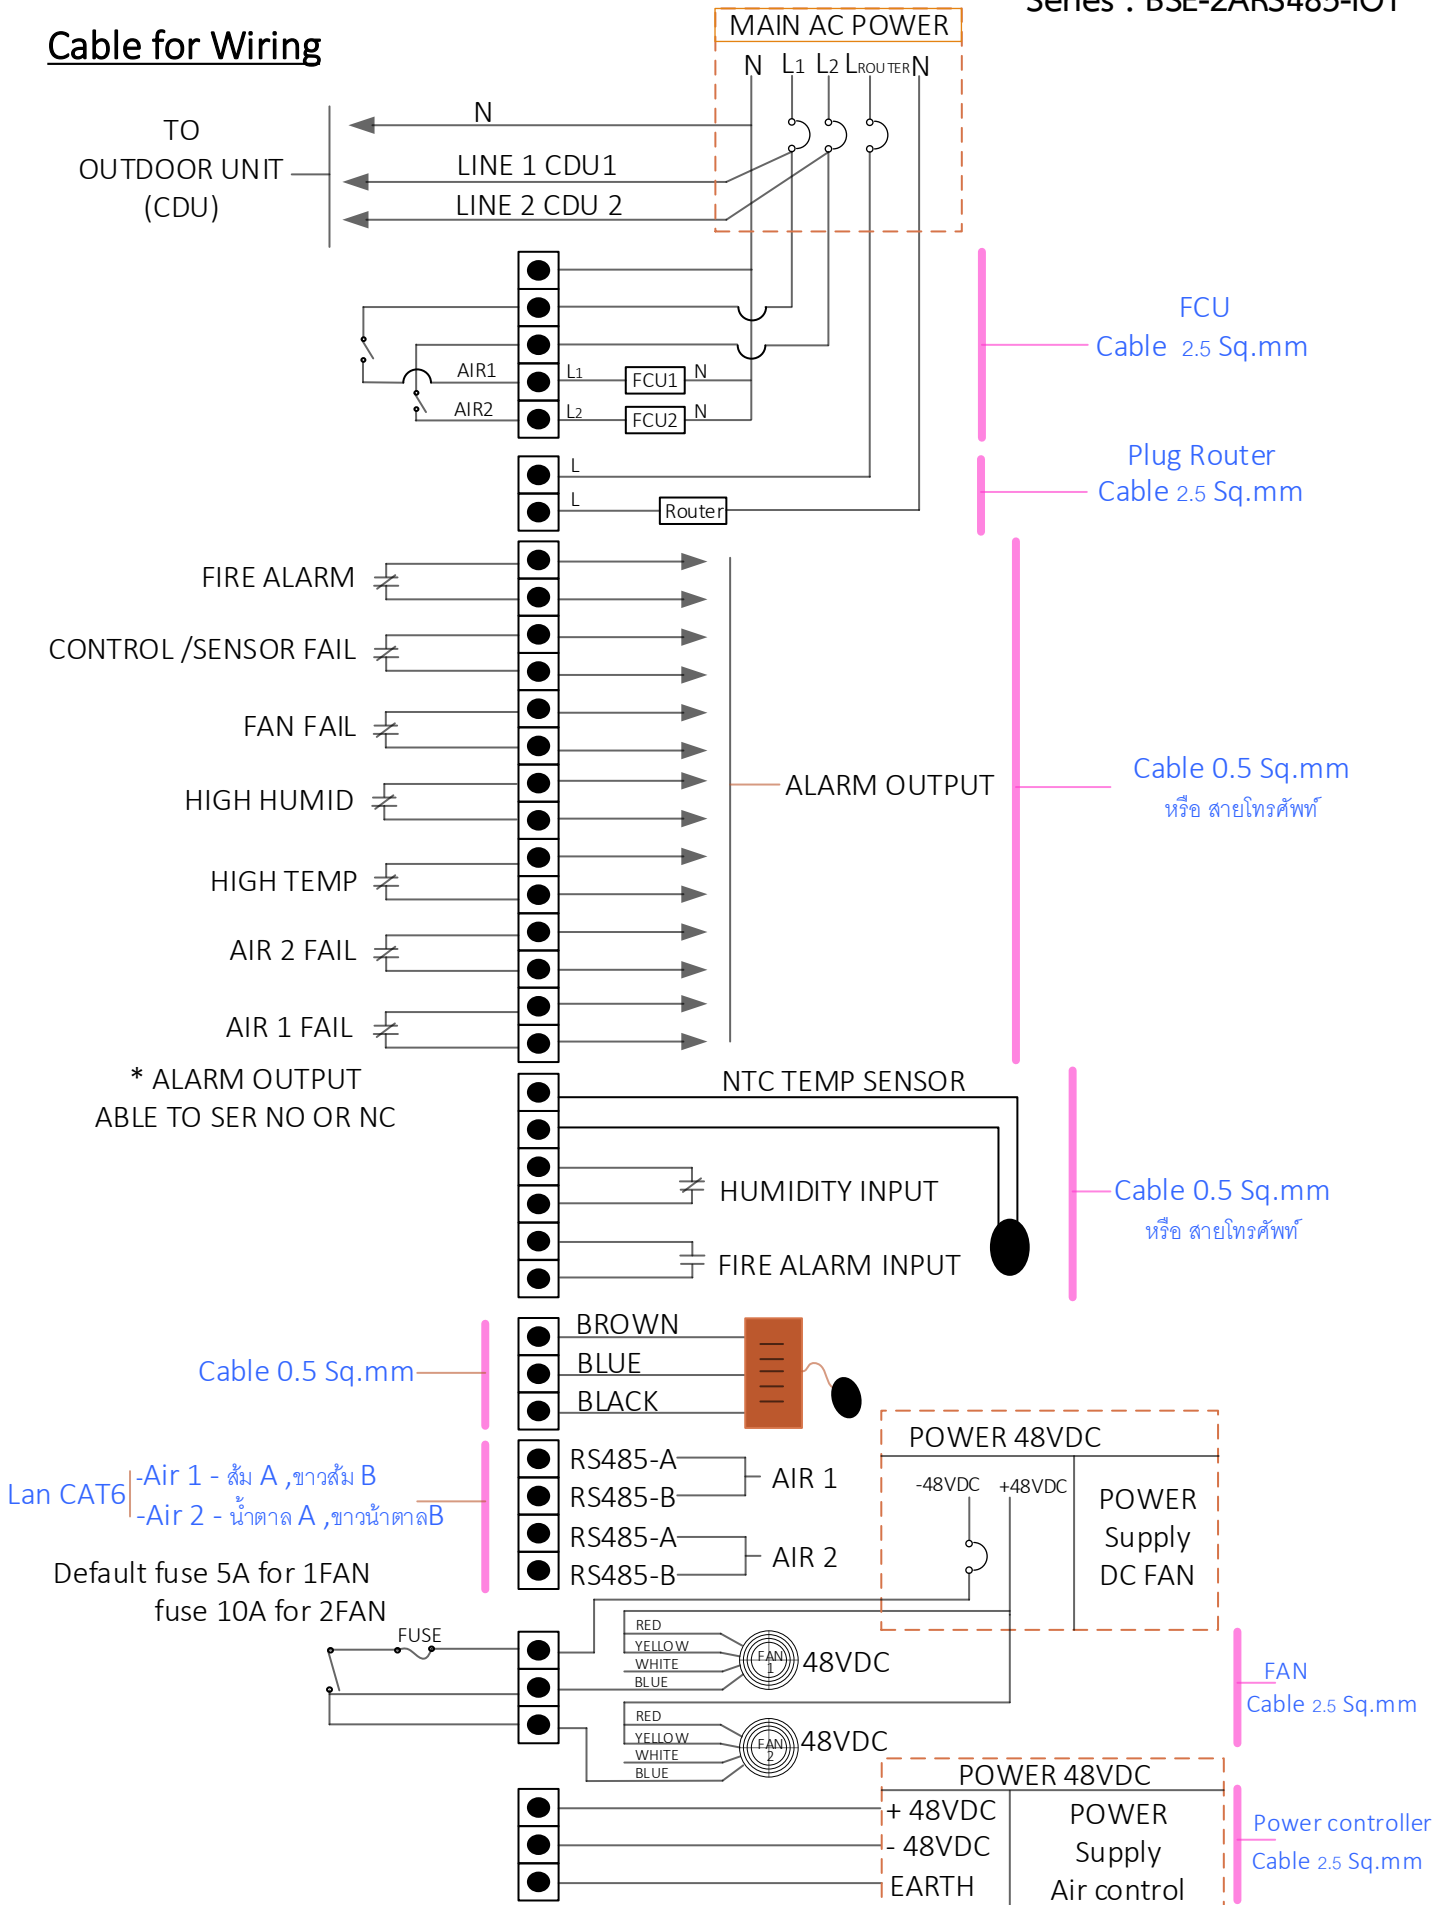 Series : BSE-2ARS485-IOT
Cable for Wiring
MAIN AC POWER
N L1 L2 LROUTER N
TO
OUTDOOR UNIT
(CDU)
N
LINE 1 CDU1
LINE 2 CDU 2
AIR1
AIR2
L1 FCU1 N
L2 FCU2 N
FCU
Cable 2.5 Sq.mm
L
L Router
Plug Router
Cable 2.5 Sq.mm
FIRE ALARM
CONTROL /SENSOR FAIL
FAN FAIL
HIGH HUMID
HIGH TEMP
AIR 2 FAIL
AIR 1 FAIL
ALARM OUTPUT
Cable 0.5 Sq.mm
หรือ สายโทรศัพท์
* ALARM OUTPUT
ABLE TO SER NO OR NC
NTC TEMP SENSOR
HUMIDITY INPUT
FIRE ALARM INPUT
Cable 0.5 Sq.mm
หรือ สายโทรศัพท์
Cable 0.5 Sq.mm
BROWN
BLUE
BLACK
Lan CAT6
-Air 1 - ส้ม A ,ขาวส้ม B
-Air 2 - น้ำตาล A ,ขาวน้ำตาลB
RS485-A
RS485-B
AIR 1
RS485-A
RS485-B
AIR 2
POWER 48VDC
-48VDC +48VDC
POWER
Supply
DC FAN
Default fuse 5A for 1FAN
fuse 10A for 2FAN
FUSE
RED
YELLOW
WHITE
BLUE
FAN
1
48VDC
RED
YELLOW
WHITE
BLUE
FAN
2
48VDC
FAN
Cable 2.5 Sq.mm
POWER 48VDC
+ 48VDC
- 48VDC
EARTH
POWER
Supply
Air control
Power controller
Cable 2.5 Sq.mm